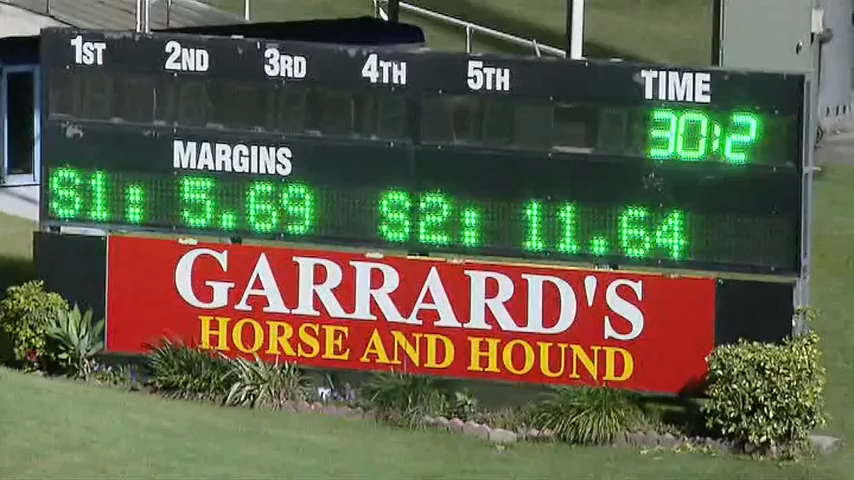 1ST 2ND 3RD 4TH 5TH TIME
30:2
MARGINS
S1: 5.69 S2: 11.64
GARRARD'S
HORSE AND HOUND